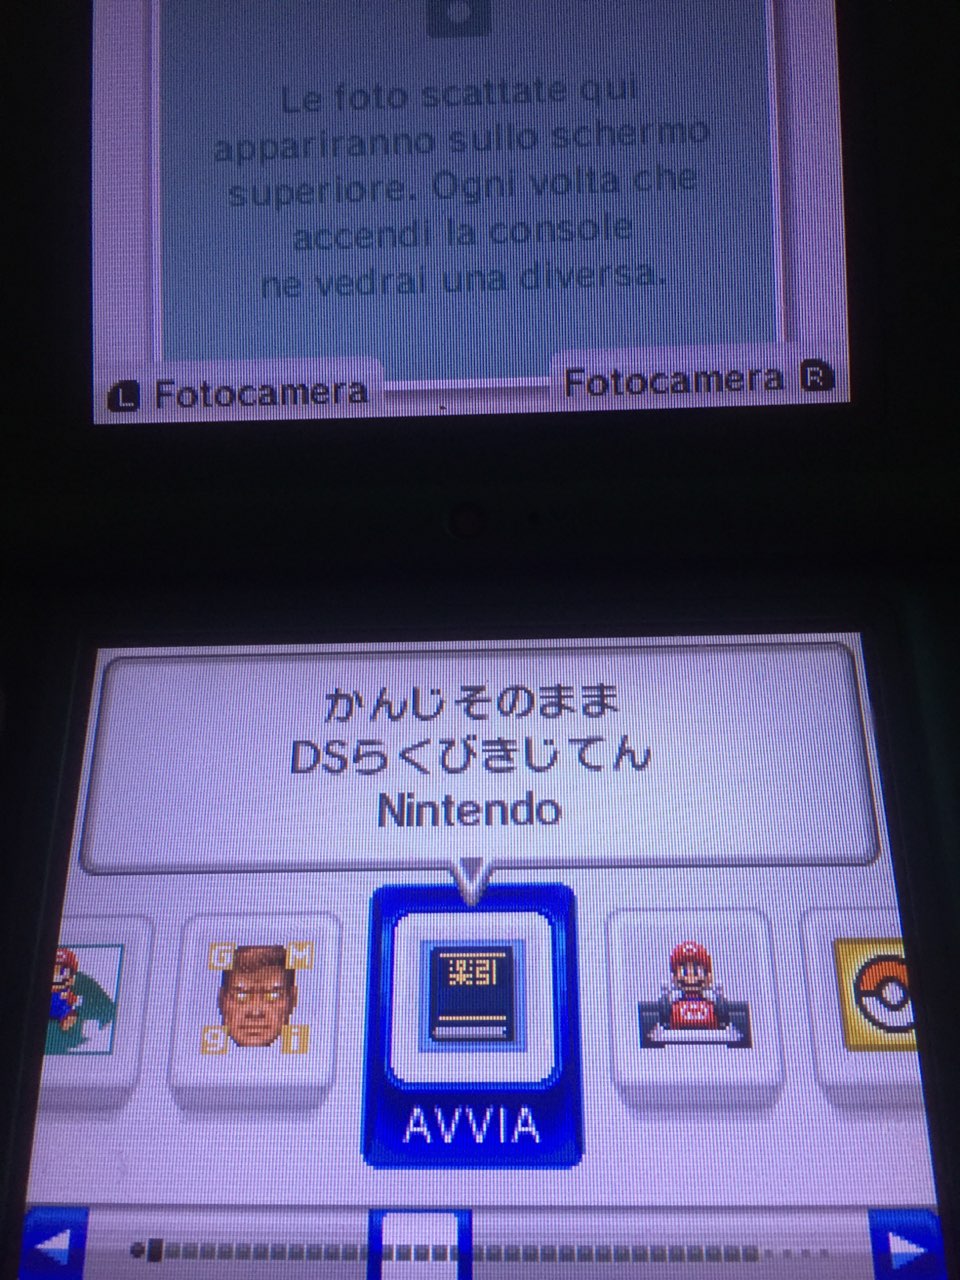 Le foto scattate qui
appariranno sullo schermo
superiore. Ogni volta che
accendi la console
ne vedrai una diversa.
L Fotocamera
Fotocamera R
かんじそのまま
DSらくびきじてん
Nintendo
G M
g i
楽引
M
AVVIA